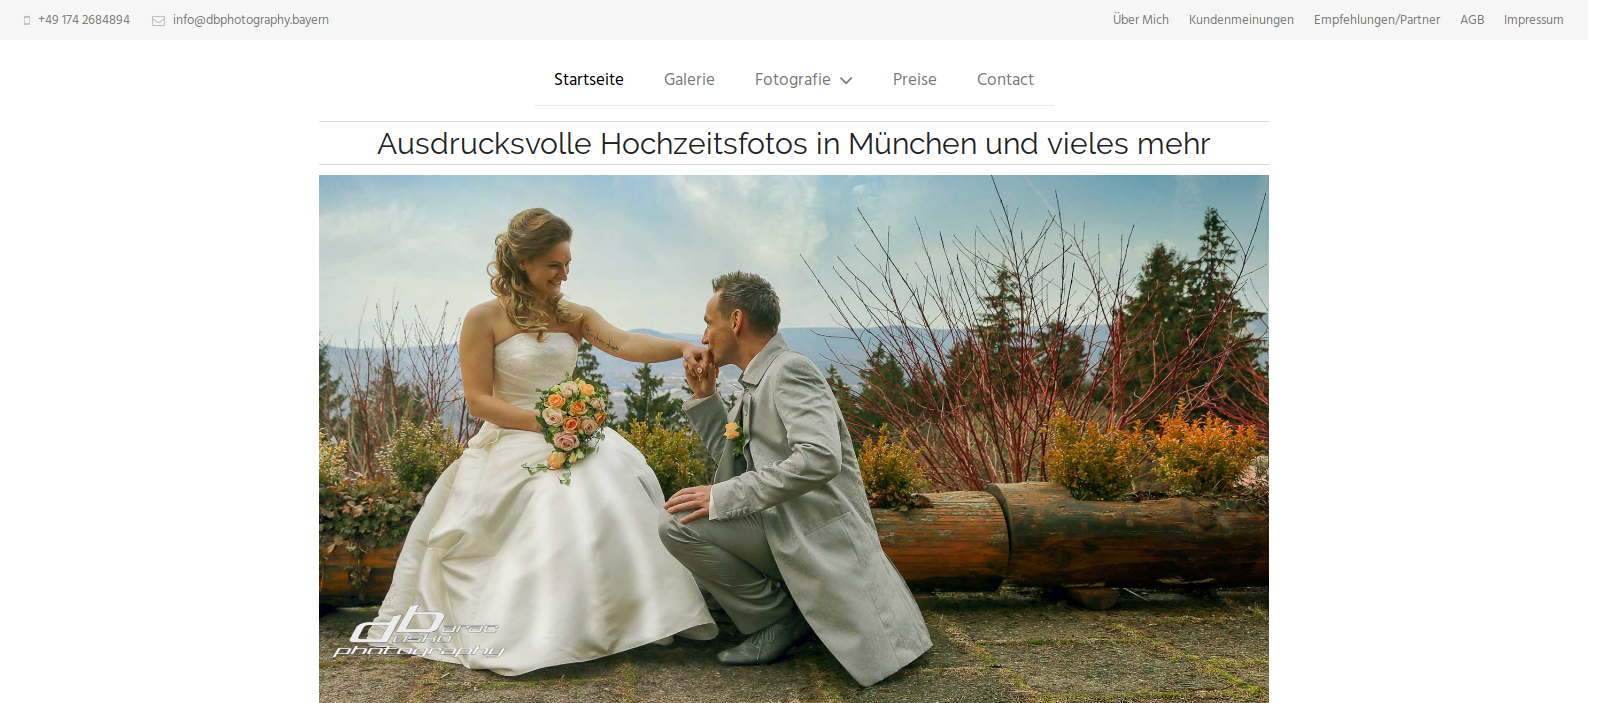 +49 174 2684894 info@dbphotography.bayern Über Mich Kundenmeinungen Empfehlungen/Partner AGB Impressum
Startseite Galerie Fotografie Preise Contact
Ausdrucksvolle Hochzeitsfotos in München und vieles mehr
db
photography